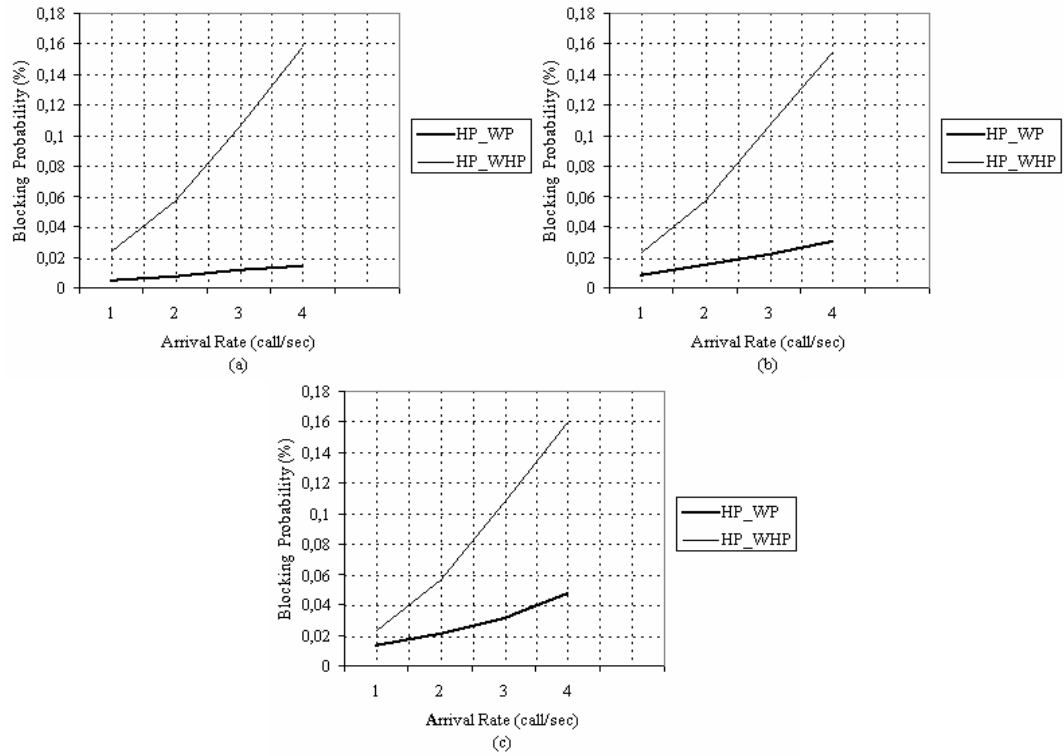 0,18
0,16
0,14
0,12
0,1
0,08
0,06
0,04
0,02
0
Blocking Probability (%)
1 2 3 4
Arrival Rate (call/sec)
(a)
HP_WP
HP_WHP
0,18
0,16
0,14
0,12
0,1
0,08
0,06
0,04
0,02
0
Blocking Probability (%)
1 2 3 4
Arrival Rate (call/sec)
(b)
HP_WP
HP_WHP
0,18
0,16
0,14
0,12
0,1
0,08
0,06
0,04
0,02
0
Blocking Probability (%)
1 2 3 4
Arrival Rate (call/sec)
(c)
HP_WP
HP_WHP